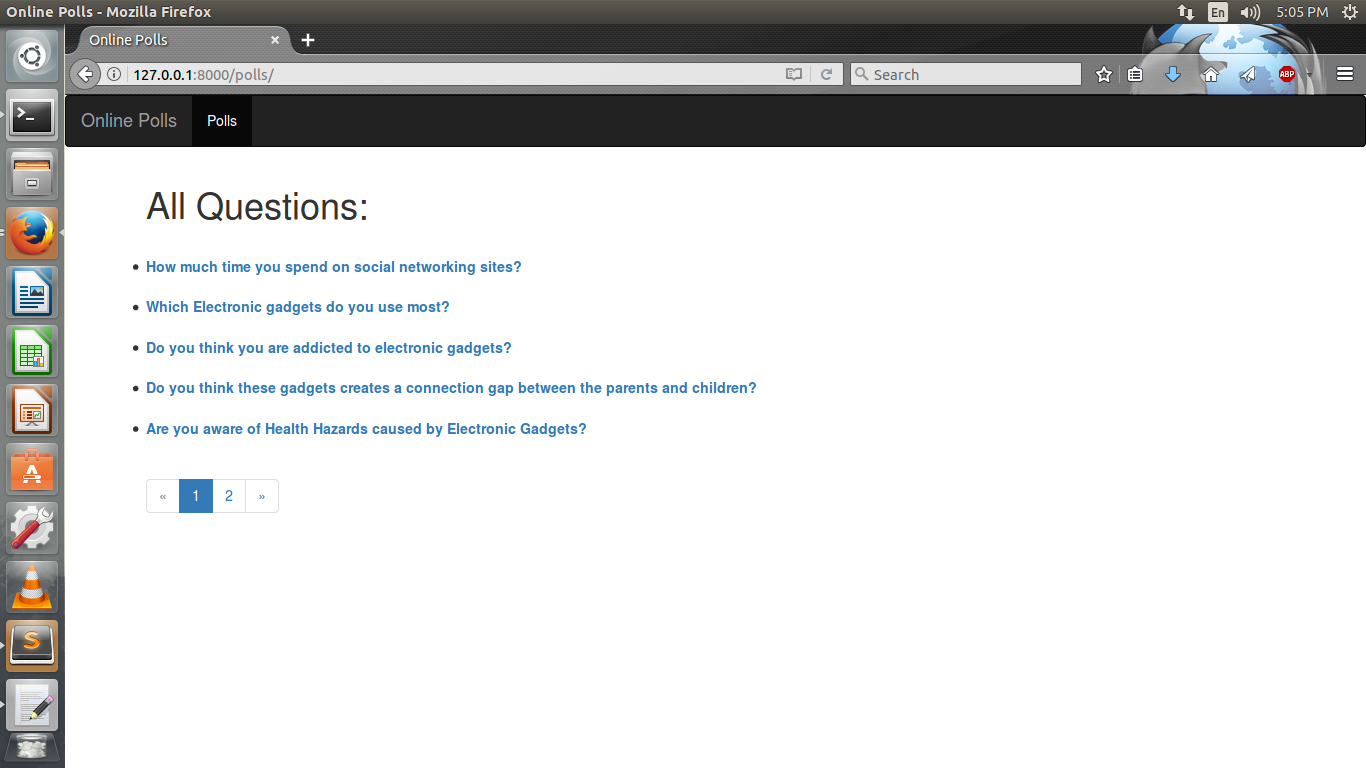 Online Polls - Mozilla Firefox
En
5:05 PM
Online Polls
127.0.0.1:8000/polls/
Search
ABP
Online Polls
Polls
All Questions:
• How much time you spend on social networking sites?
• Which Electronic gadgets do you use most?
• Do you think you are addicted to electronic gadgets?
• Do you think these gadgets creates a connection gap between the parents and children?
• Are you aware of Health Hazards caused by Electronic Gadgets?
« 1 2 »